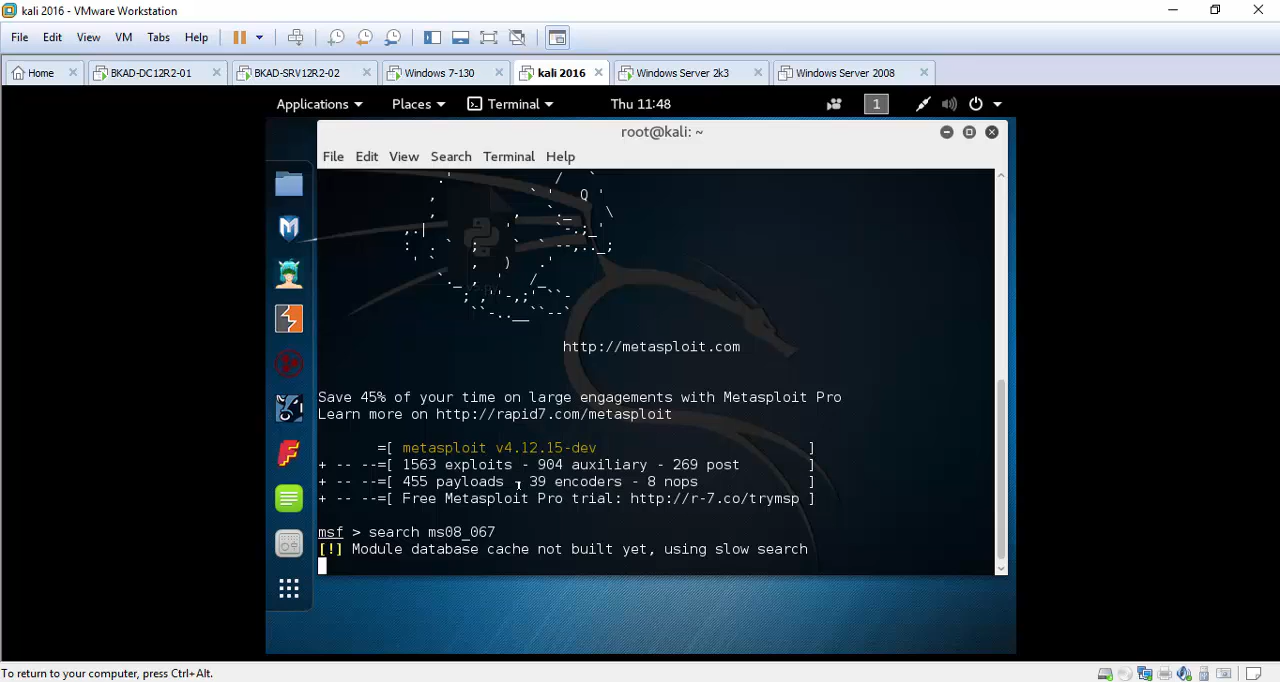 kali 2016 - VMware Workstation
File Edit View VM Tabs Help
Home BKAD-DC12R2-01 BKAD-SRV12R2-02 Windows 7-130 kali 2016 Windows Server 2k3 Windows Server 2008
Applications Places Terminal Thu 11:48 1
root@kali: ~
File Edit View Search Terminal Help
http://metasploit.com
Save 45% of your time on large engagements with Metasploit Pro
Learn more on http://rapid7.com/metasploit
=[ metasploit v4.12.15-dev ]
+ -- --=[ 1563 exploits - 904 auxiliary - 269 post ]
+ -- --=[ 455 payloads - 39 encoders - 8 nops ]
+ -- --=[ Free Metasploit Pro trial: http://r-7.co/trymsp ]
msf > search ms08_067
[!] Module database cache not built yet, using slow search
To return to your computer, press Ctrl+Alt.